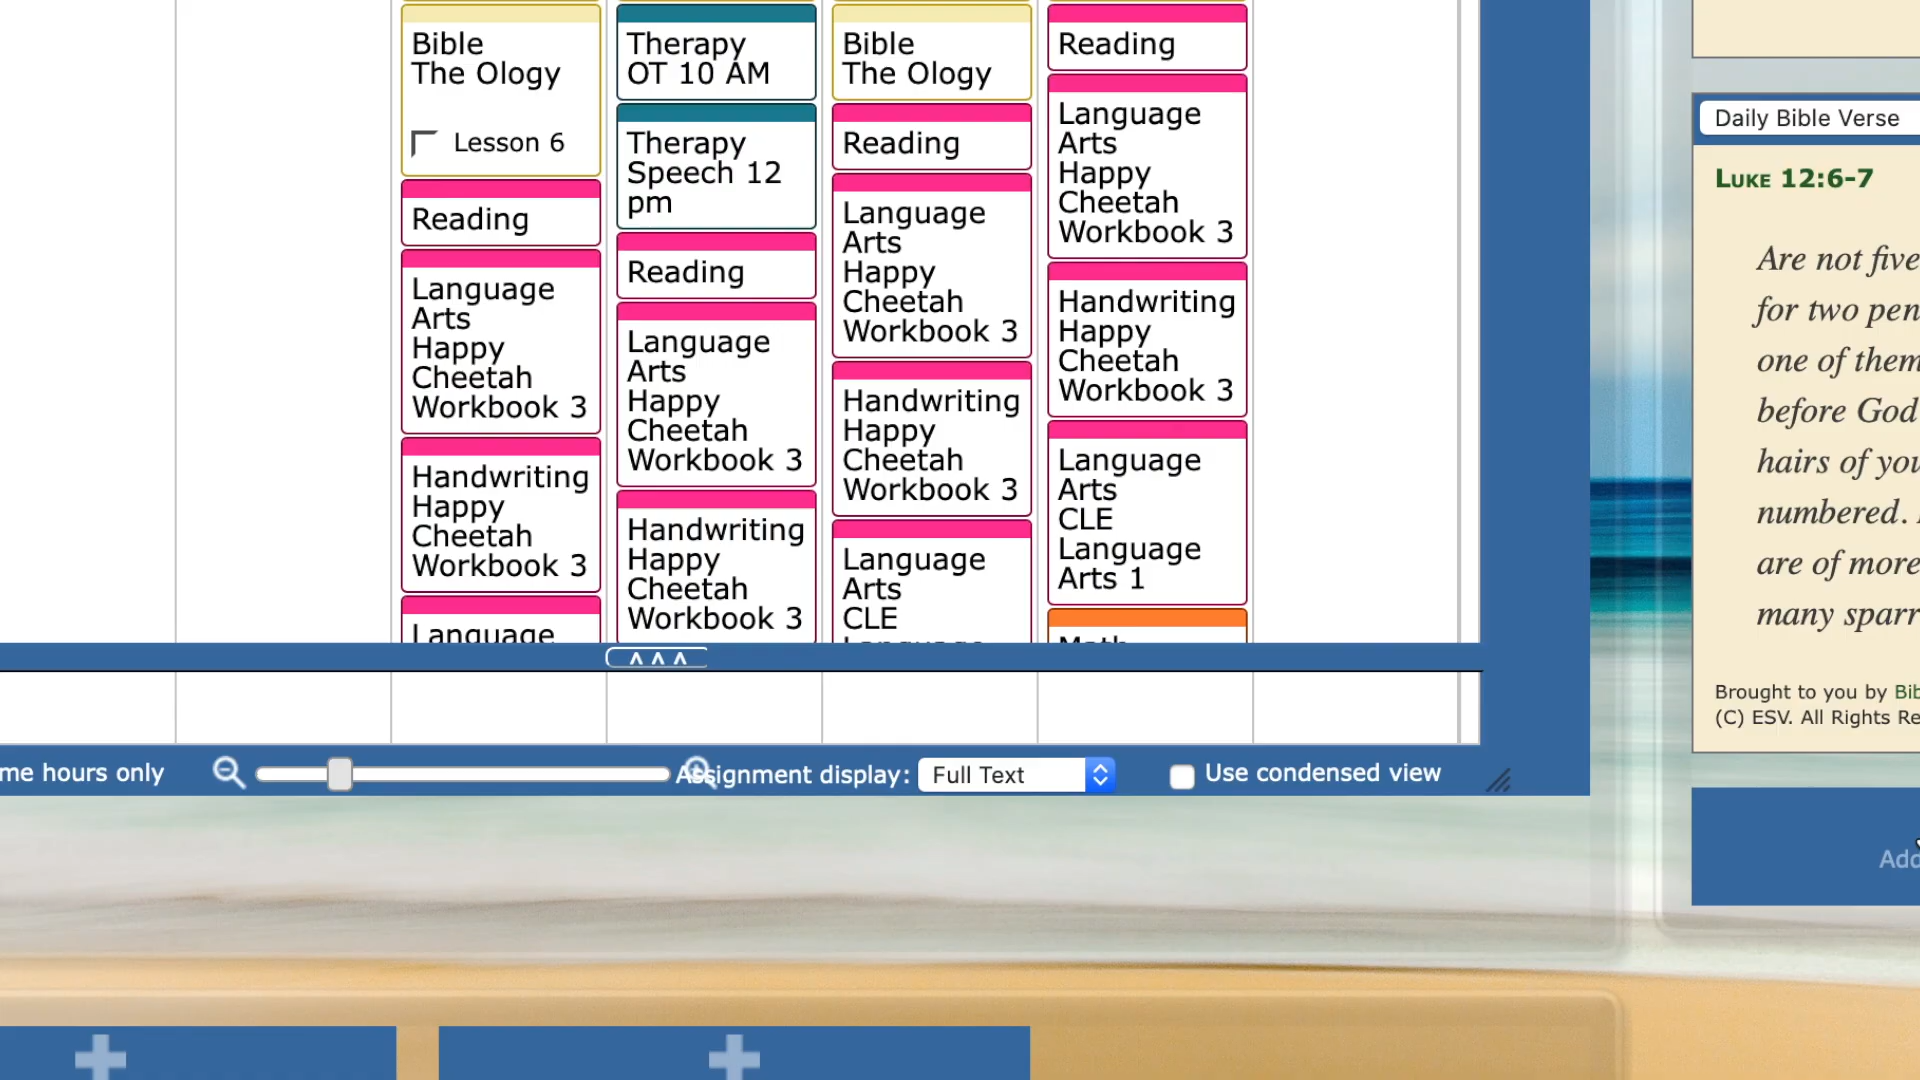 Bible
The Ology
Lesson 6
Reading
Language
Arts
Happy
Cheetah
Workbook 3
Handwriting
Happy
Cheetah
Workbook 3
Language
Therapy
OT 10 AM
Therapy
Speech 12
pm
Reading
Language
Arts
Happy
Cheetah
Workbook 3
Handwriting
Happy
Cheetah
Workbook 3
Bible
The Ology
Reading
Language
Arts
Happy
Cheetah
Workbook 3
Handwriting
Happy
Cheetah
Workbook 3
Language
Arts
CLE
Reading
Language
Arts
Happy
Cheetah
Workbook 3
Handwriting
Happy
Cheetah
Workbook 3
Language
Arts
CLE
Language
Arts 1
Math
me hours only
Assignment display:
Full Text
Use condensed view
Daily Bible Verse
Luke 12:6-7
Are not five
for two pen
one of them
before God
hairs of you
numbered.
are of more
many sparr
Brought to you by Bib
(C) ESV. All Rights Re
Add